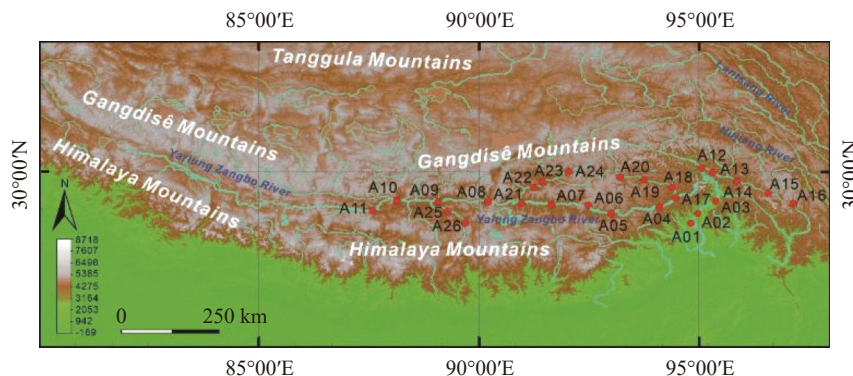 85°00′E 90°00′E 95°00′E
Tanggula Mountains
Lantsang River
Gangdisê Mountains
Nujiang River
Himalaya Mountains
Yarlung Zangbo River
Gangdisê Mountains
30°00′N
30°00′N
A12
A13
A23 A24 A20
A22 A18
A10 A09 A08 A21 A07 A06 A19 A17 A14 A15 A16
A11 A25 A03
A26
Yalong Zangbo River
A05 A04 A02
A01
Himalaya Mountains
N
8718
7607
6496
5385
4275
3164
2053
942
-169
0 250 km
85°00′E 90°00′E 95°00′E